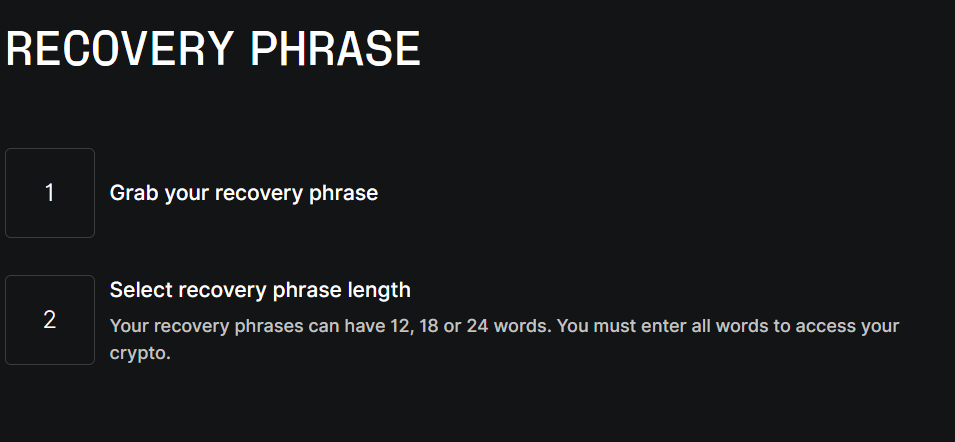 RECOVERY PHRASE
1
Grab your recovery phrase
2
Select recovery phrase length
Your recovery phrases can have 12, 18 or 24 words. You must enter all words to access your
crypto.